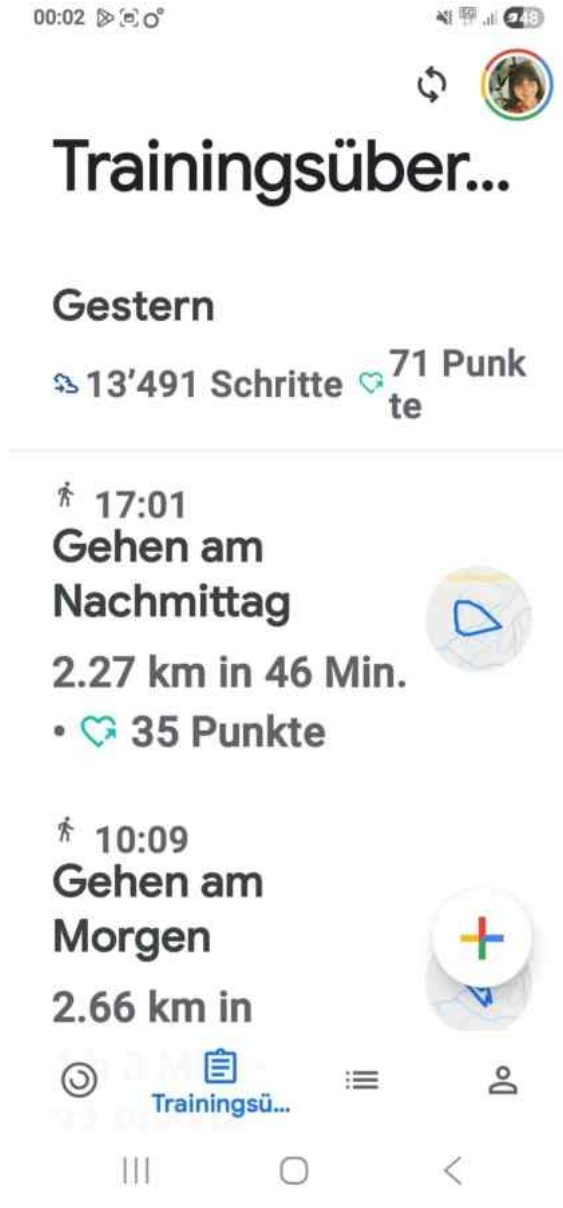 00:02
48
Trainingsüber...
Gestern
13’491 Schritte
71 Punk
te
17:01
Gehen am
Nachmittag
2.27 km in 46 Min.
• 35 Punkte
10:09
Gehen am
Morgen
2.66 km in
Trainingsü...